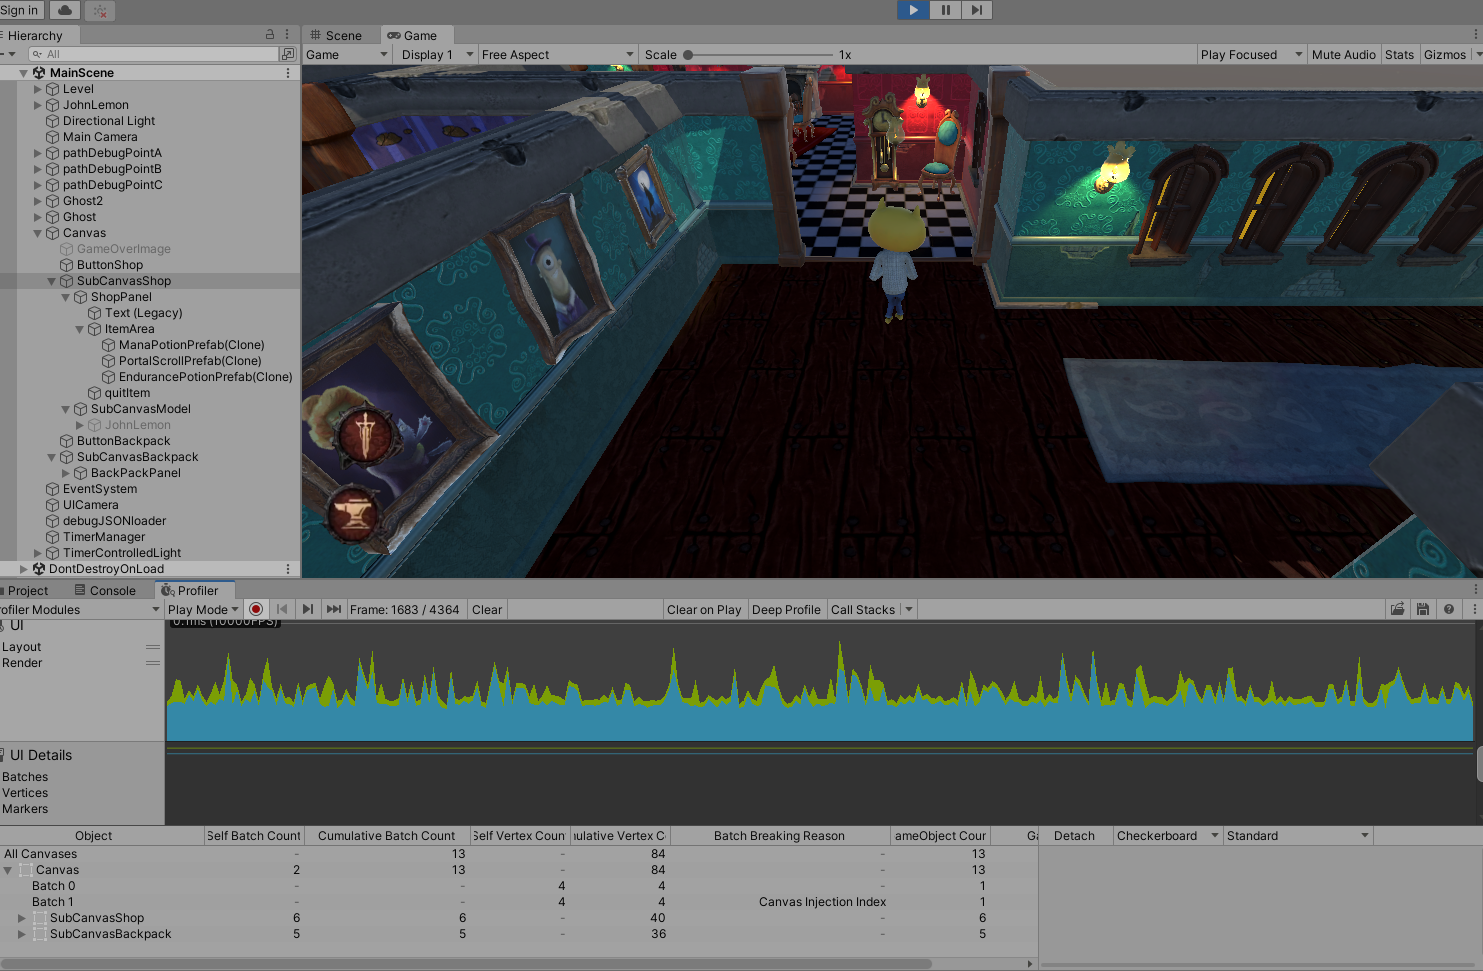 Sign in
Hierarchy
Scene
Game
All
Game
Display 1
Free Aspect
Scale
1x
Play Focused
Mute Audio
Stats
Gizmos
MainScene
Level
JohnLemon
Directional Light
Main Camera
pathDebugPointA
pathDebugPointB
pathDebugPointC
Ghost2
Ghost
Canvas
GameOverImage
ButtonShop
SubCanvasShop
ShopPanel
Text (Legacy)
ItemArea
ManaPotionPrefab(Clone)
PortalScrollPrefab(Clone)
EndurancePotionPrefab(Clone)
quitItem
SubCanvasModel
JohnLemon
ButtonBackpack
SubCanvasBackpack
BackPackPanel
EventSystem
UICamera
debugJSONloader
TimerManager
TimerControlledLight
DontDestroyOnLoad
Project
Console
Profiler
rofiler Modules
Play Mode
Frame: 1683 / 4364
Clear
Clear on Play
Deep Profile
Call Stacks
UI
0.1ms (10000FPS)
Layout
Render
UI Details
Batches
Vertices
Markers
Object Self Batch Count Cumulative Batch Count Self Vertex Coun ulative Vertex C Batch Breaking Reason ameObject Cour Ga Detach Checkerboard Standard
All Canvases - 13 - 84 - 13
Canvas 2 13 - 84 - 13
Batch 0 - - 4 4 - 1
Batch 1 - - 4 4 Canvas Injection Index 1
SubCanvasShop 6 6 - 40 - 6
SubCanvasBackpack 5 5 - 36 - 5